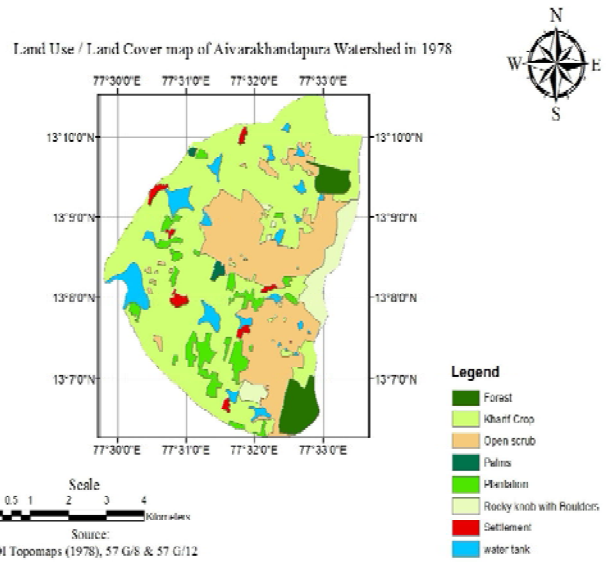 N
Land Use / Land Cover map of Aivarakhandapura Watershed in 1978
W E
S
77°30'0"E 77°31'0"E 77°32'0"E 77°33'0"E
13°10'0"N 13°10'0"N
13°9'0"N 13°9'0"N
13°8'0"N 13°8'0"N
13°7'0"N 13°7'0"N
77°30'0"E 77°31'0"E 77°32'0"E 77°33'0"E
Legend
Forest
Kharif Crop
Open scrub
Palms
Plantation
Rocky knob with Boulders
Settlement
water tank
Scale
0.5 1 2 3 4
Kilometers
Source:
I Topomaps (1978), 57 G/8 & 57 G/12